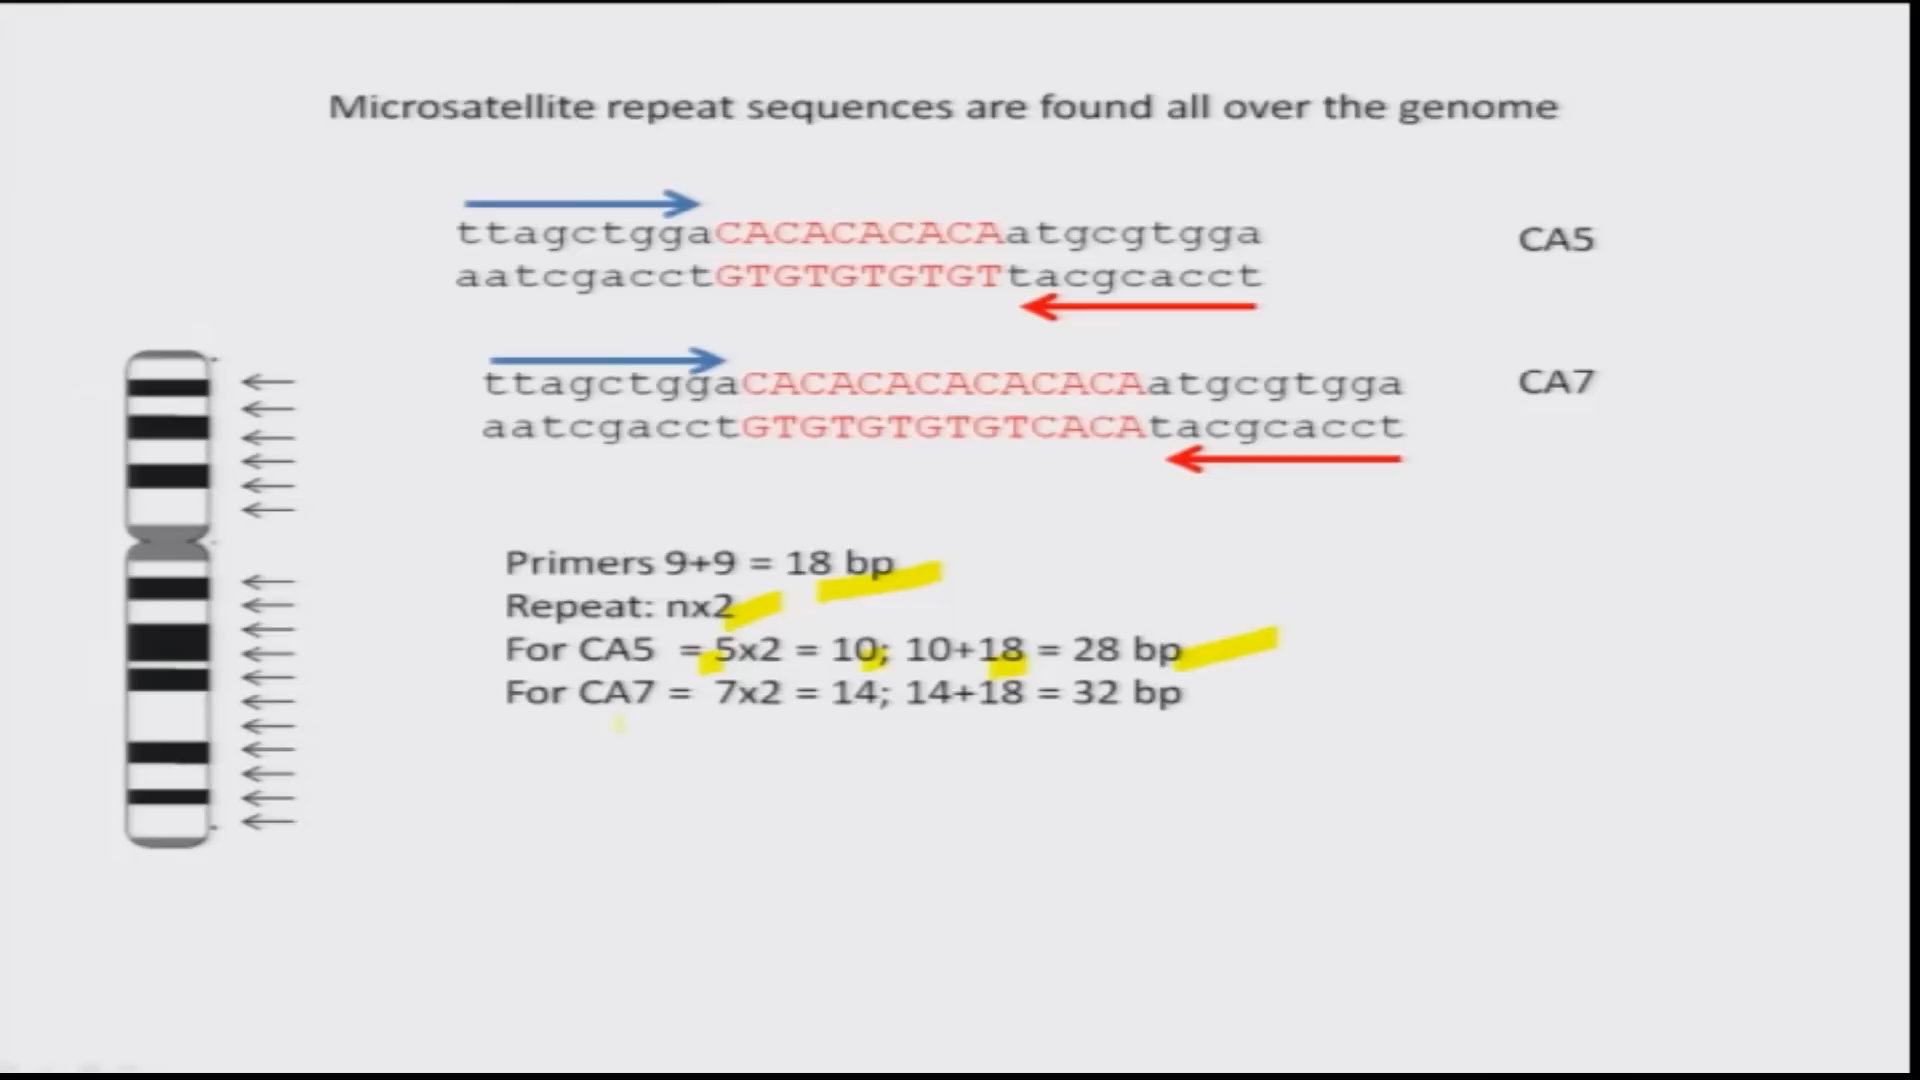 Microsatellite repeat sequences are found all over the genome
ttagctggaCACACACACAatgcgtgga CA5
aatcgacctGTGTGTGTGTtacgcacct
ttagctggaCACACACACACACAatgcgtgga CA7
aatcgacctGTGTGTGTGTCACAtacgcacct
Primers 9+9 = 18 bp
Repeat: nx2
For CA5 = 5x2 = 10; 10+18 = 28 bp
For CA7 = 7x2 = 14; 14+18 = 32 bp